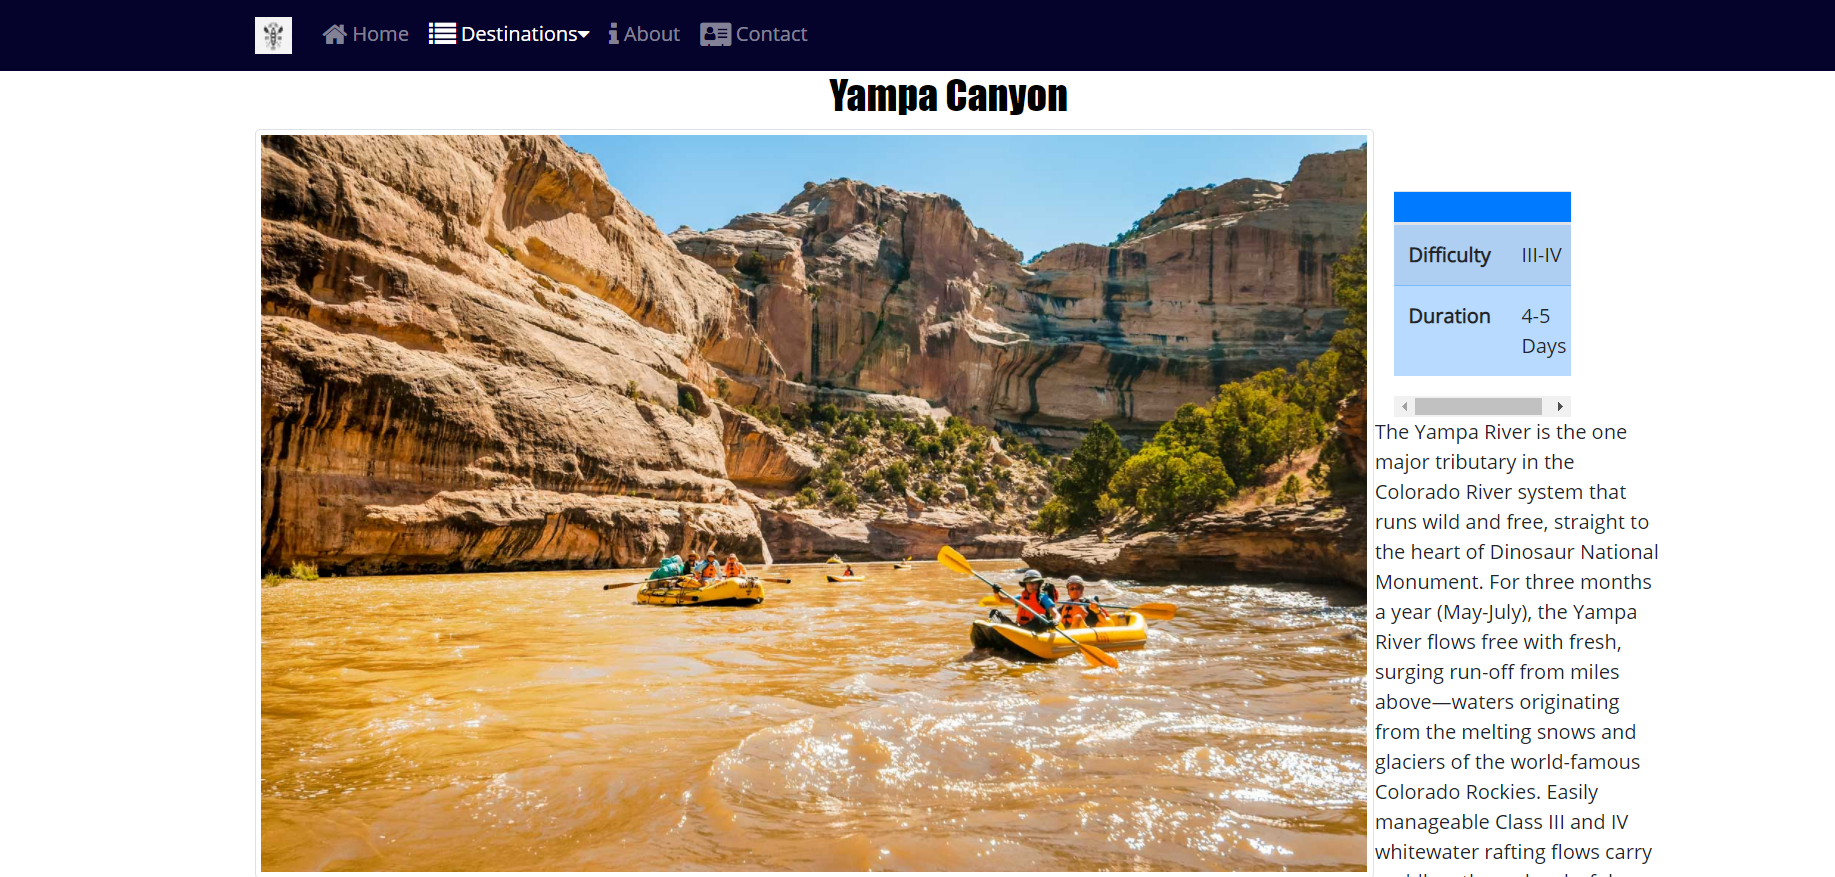 Home Destinations About Contact
Yampa Canyon
Difficulty III-IV
Duration 4-5
Days
The Yampa River is the one
major tributary in the
Colorado River system that
runs wild and free, straight to
the heart of Dinosaur National
Monument. For three months
a year (May-July), the Yampa
River flows free with fresh,
surging run-off from miles
above—waters originating
from the melting snows and
glaciers of the world-famous
Colorado Rockies. Easily
manageable Class III and IV
whitewater rafting flows carry